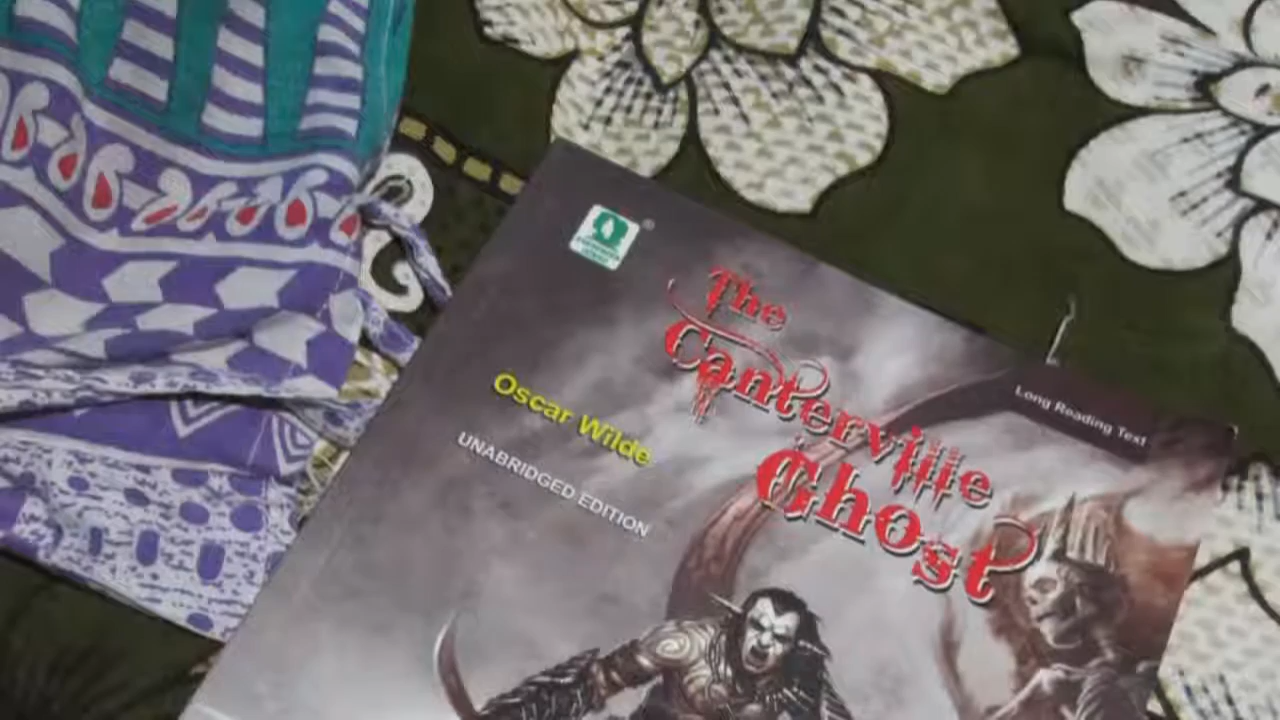 The
Canterville
Ghost
Long Reading Text
Oscar Wilde
UNABRIDGED EDITION